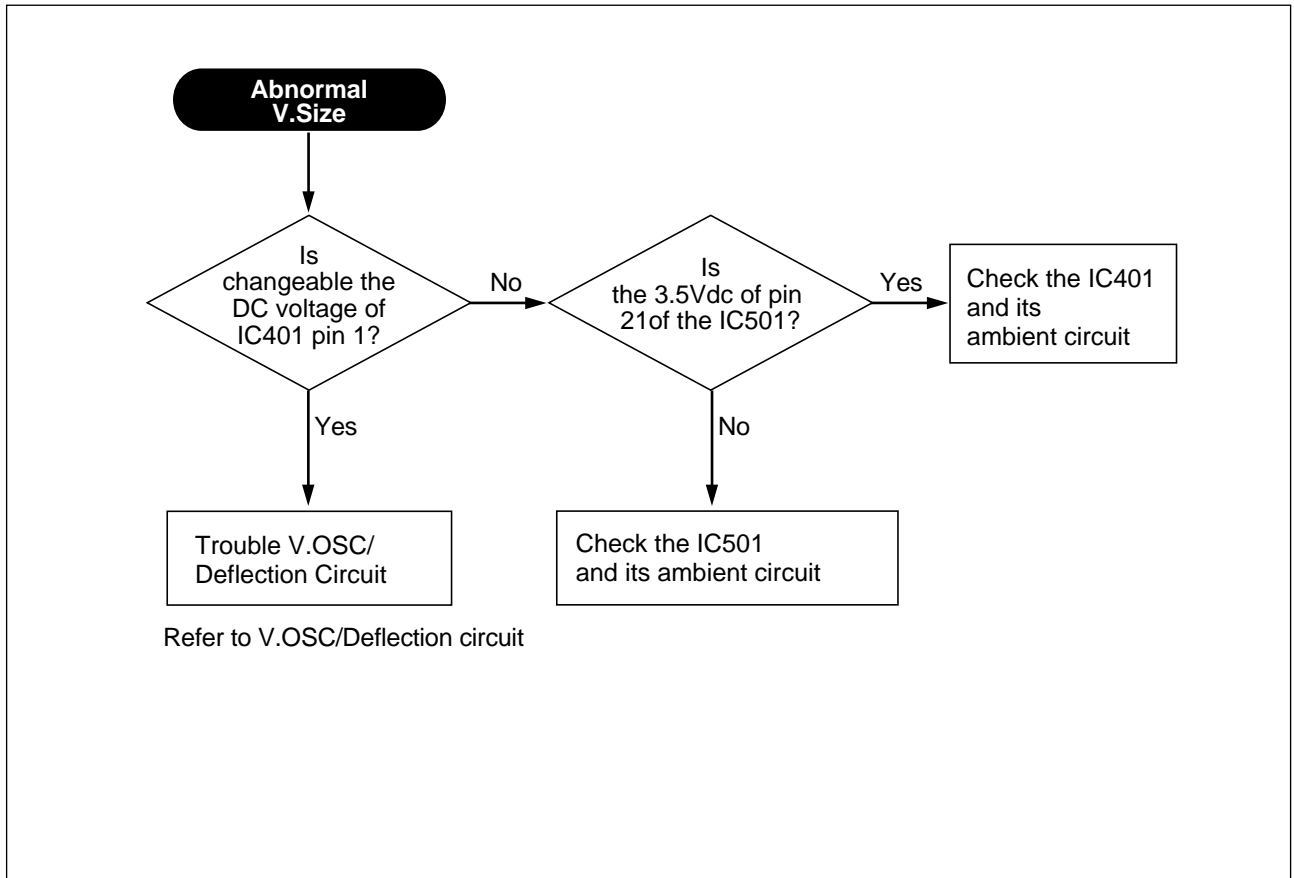 Abnormal
V.Size
Is
changeable the
DC voltage of
IC401 pin 1?
No
Is
the 3.5Vdc of pin
21of the IC501?
Yes
Check the IC401
and its
ambient circuit
Yes
No
Trouble V.OSC/
Deflection Circuit
Check the IC501
and its ambient circuit
Refer to V.OSC/Deflection circuit